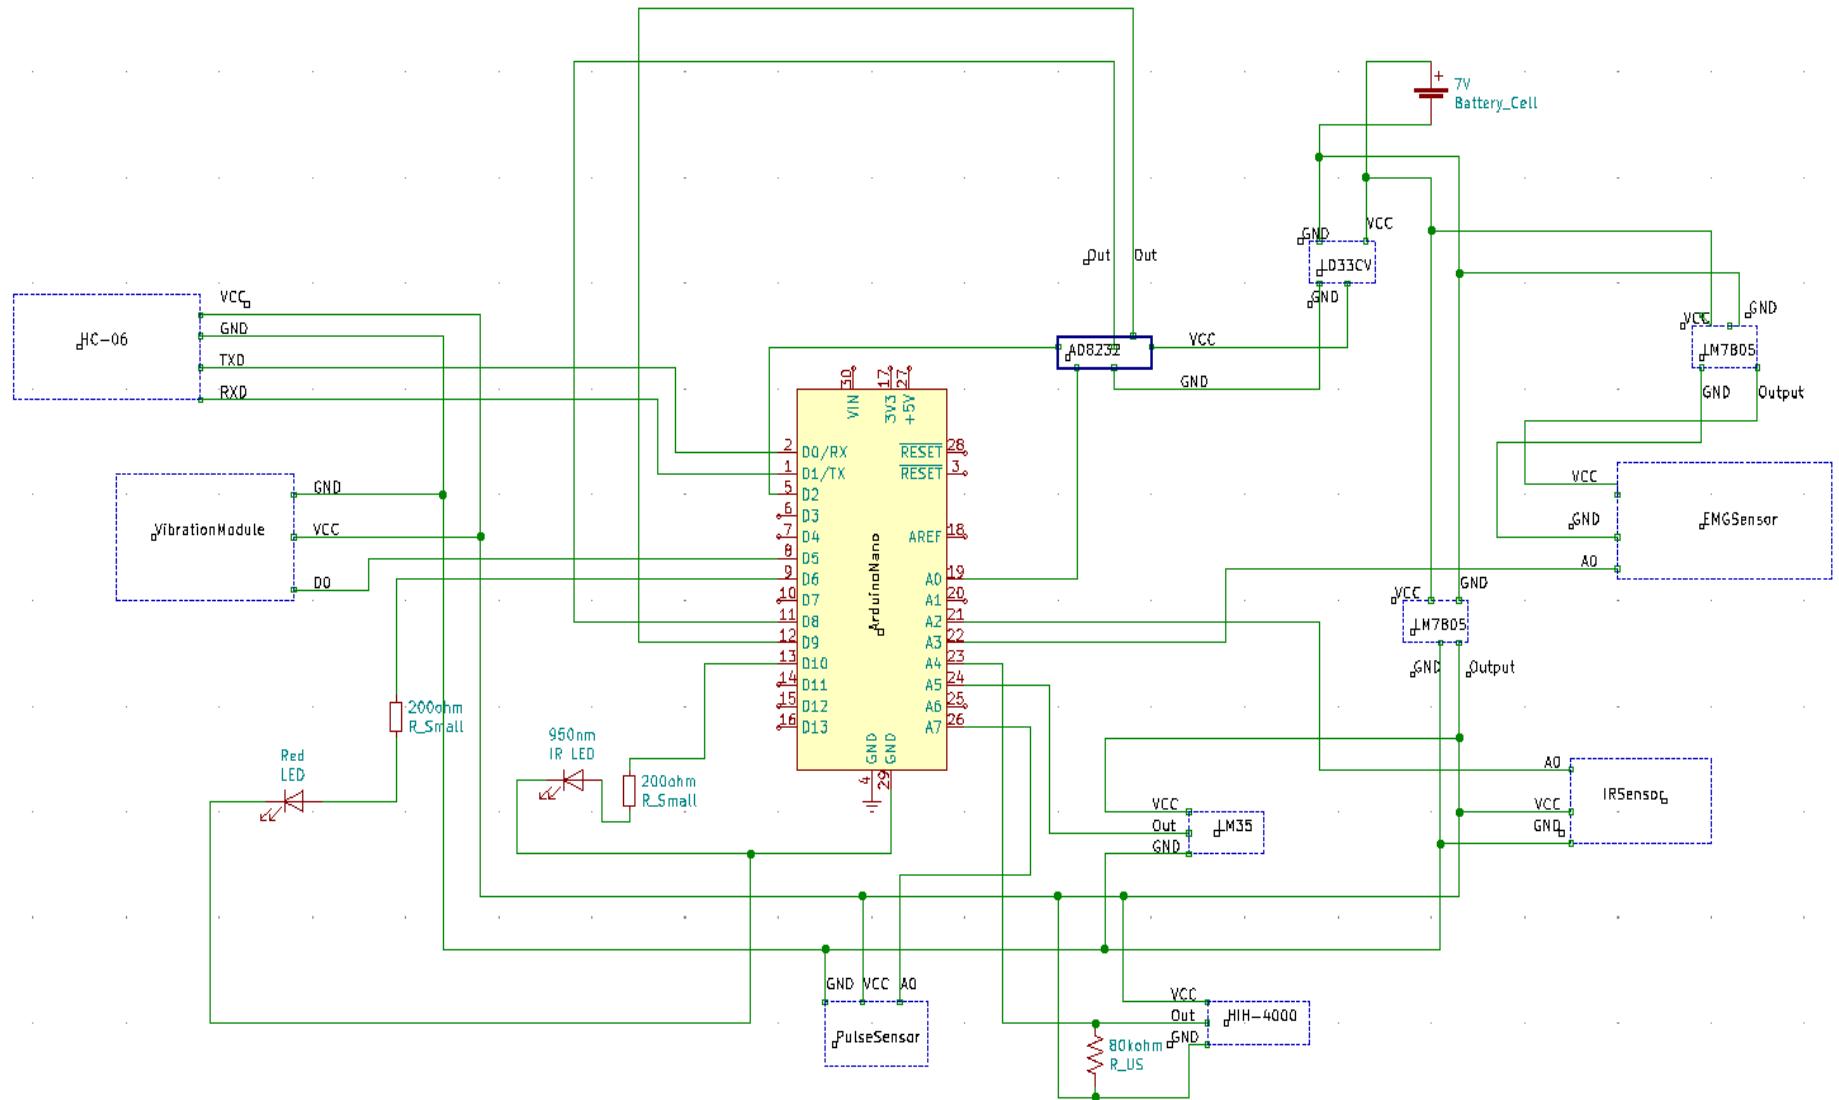 7V
Battery_Cell
GND
VCC
LD33CV
GND
Out
Out
AD8232
VCC
GND
VCC
GND
LM7805
GND
Output
VCC
GND
TXD
RXD
HC-06
GND
VCC
DO
VibrationModule
VCC
GND
A0
EMGSensor
30
17
27
VIN
3V3
+5V
2
D0/RX
RESET
28
1
D1/TX
RESET
3
5
D2
6
D3
7
D4
AREF
18
8
D5
9
D6
A0
19
10
D7
A1
20
11
D8
A2
21
12
D9
A3
22
13
D10
A4
23
14
D11
A5
24
15
D12
A6
25
16
D13
A7
26
GND
GND
4
29
ArduinoNano
VCC
GND
LM7805
GND
Output
200ohm
R_Small
950nm
IR LED
200ohm
R_Small
Red
LED
A0
VCC
GND
IRSensor
VCC
Out
GND
LM35
GND
VCC
A0
PulseSensor
VCC
Out
GND
HIH-4000
80kohm
R_US